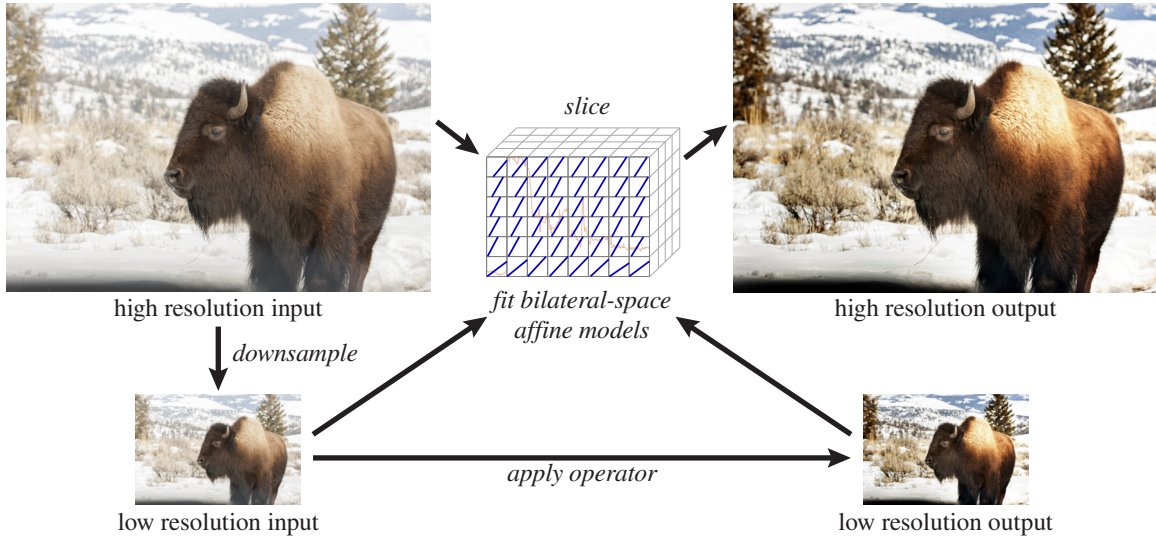 slice
high resolution input
fit bilateral-space
affine models
high resolution output
downsample
apply operator
low resolution input
low resolution output